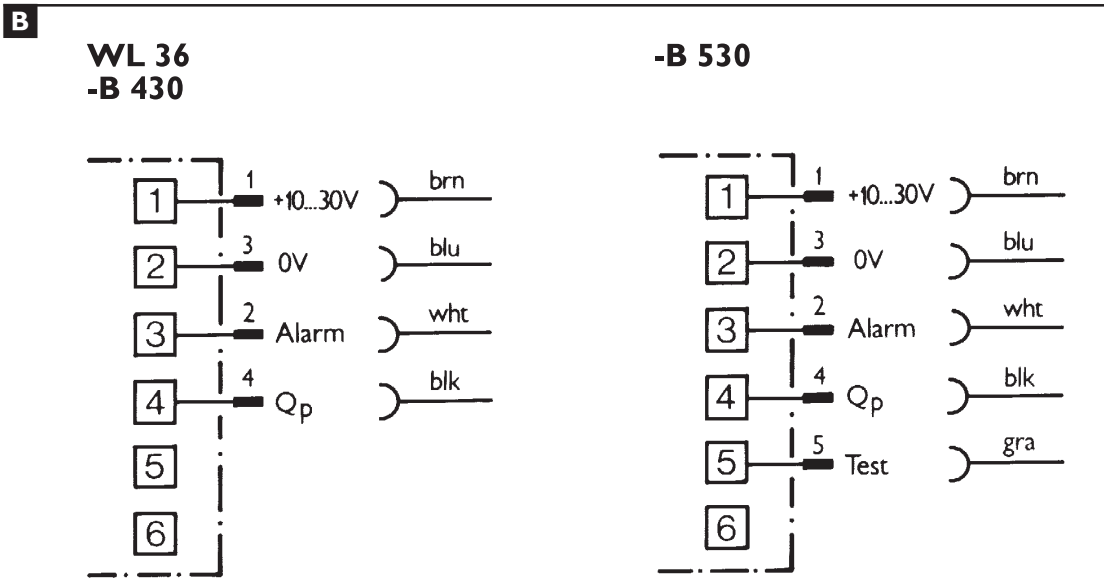 B
WL 36
-B 430
1 1 +10...30V brn
2 3 0V blu
3 2 Alarm wht
4 4 Qp blk
5
6
-B 530
1 1 +10...30V brn
2 3 0V blu
3 2 Alarm wht
4 4 Qp blk
5 5 Test gra
6